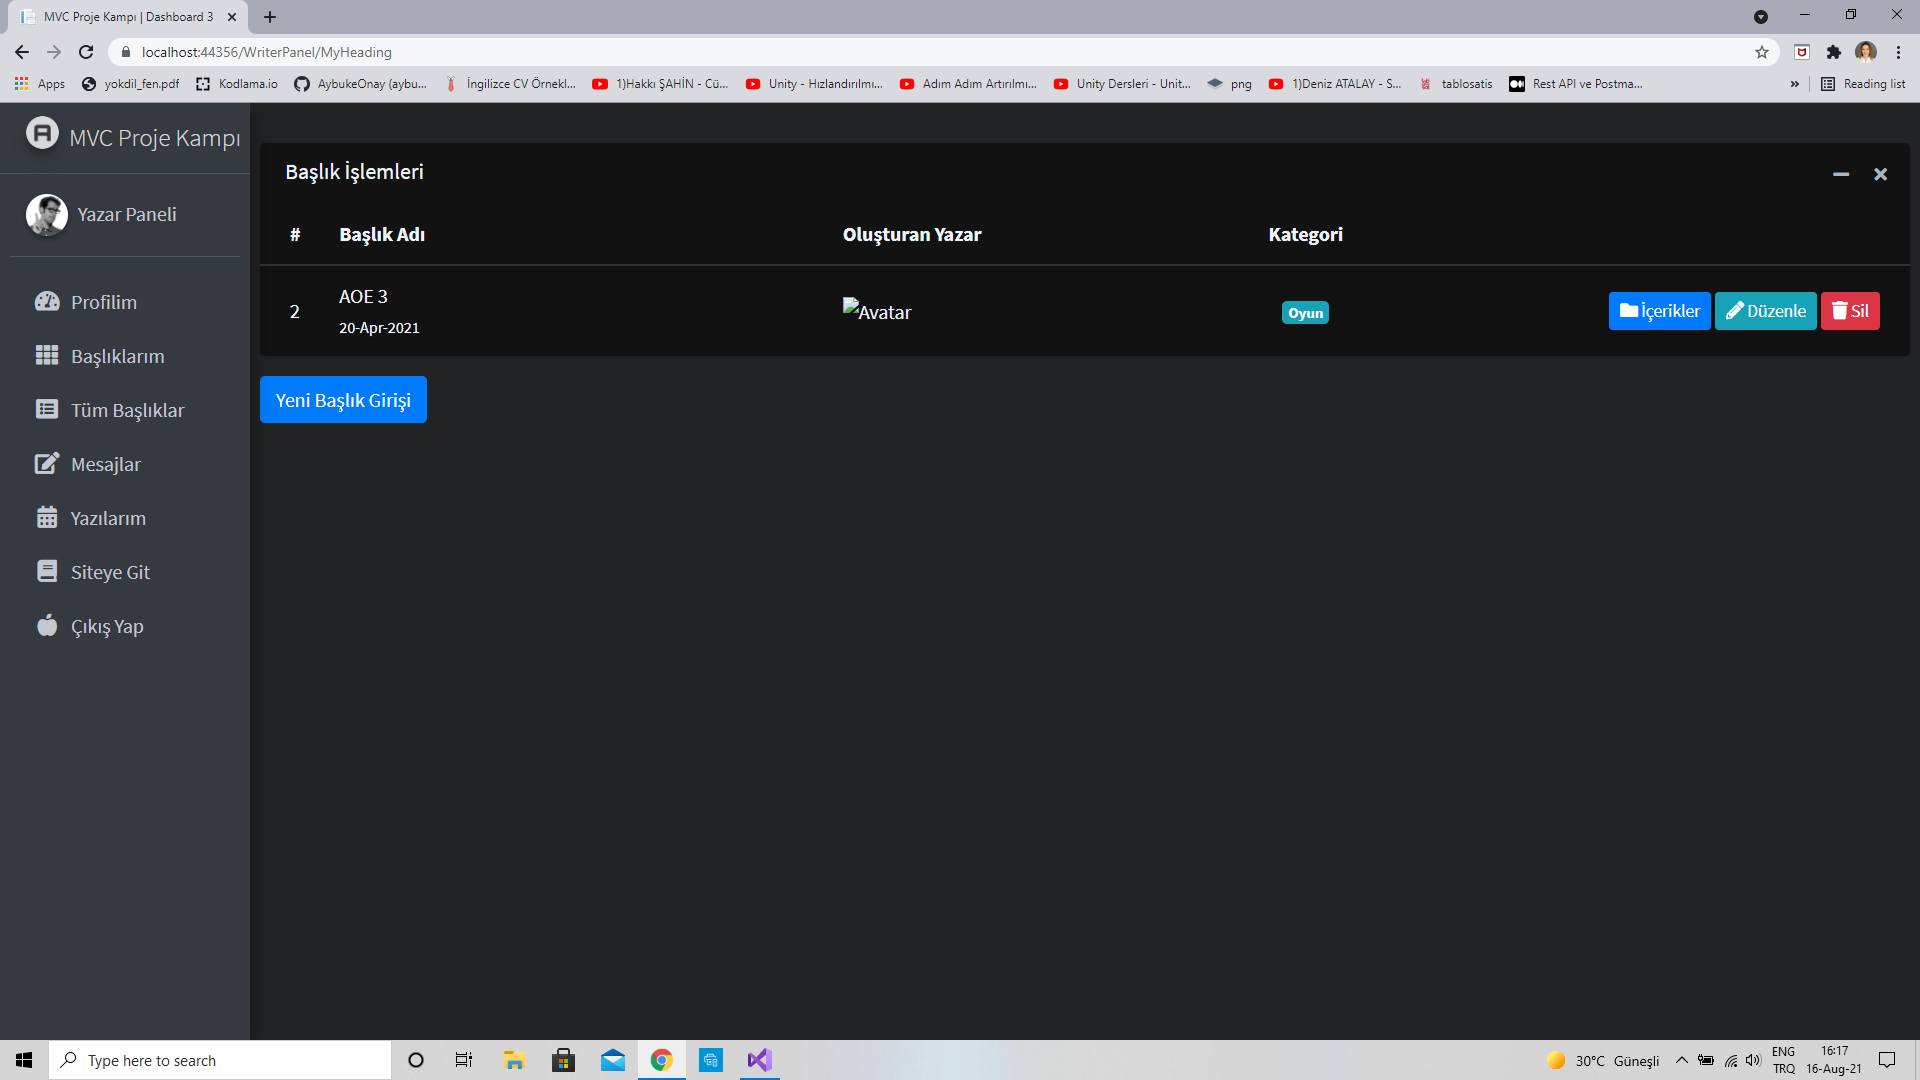 MVC Proje Kampı | Dashboard 3
localhost:44356/WriterPanel/MyHeading
Apps
yokdil_fen.pdf
Kodlama.io
AybukeOnay (aybu...
İngilizce CV Örnekl...
1)Hakkı ŞAHİN - Cü...
Unity - Hızlandırılmı...
Adım Adım Artırılmı...
Unity Dersleri - Unit...
png
1)Deniz ATALAY - S...
tablosatis
Rest API ve Postma...
»
Reading list
MVC Proje Kampı
Yazar Paneli
Profilim
Başlıklarım
Tüm Başlıklar
Mesajlar
Yazılarım
Siteye Git
Çıkış Yap
Başlık İşlemleri
# Başlık Adı Oluşturan Yazar Kategori
2 AOE 3 Avatar Oyun İçerikler Düzenle Sil
20-Apr-2021
Yeni Başlık Girişi
Type here to search
30°C Güneşli
ENG
TRQ
16:17
16-Aug-21